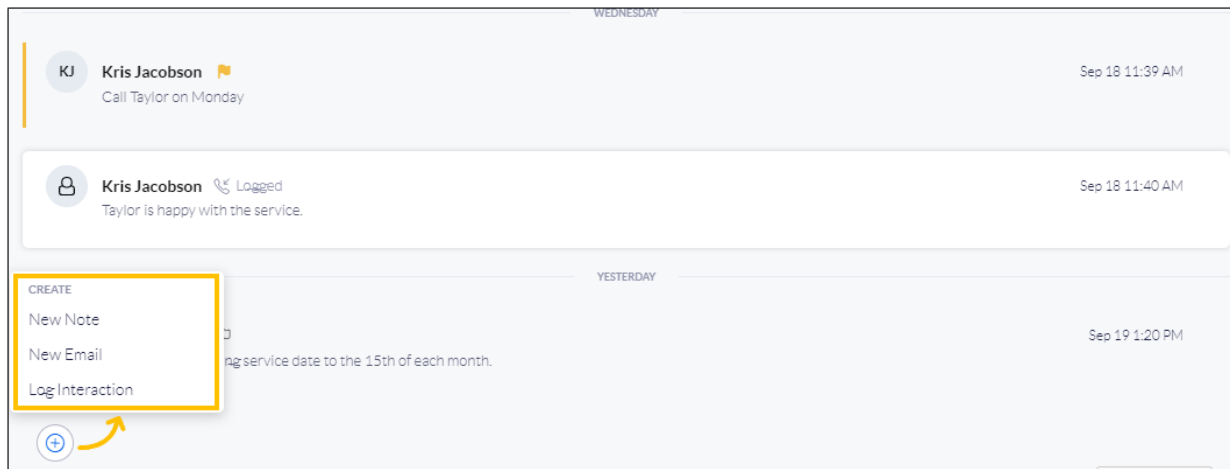 WEDNESDAY
KJ Kris Jacobson Sep 18 11:39 AM
Call Taylor on Monday
Kris Jacobson Logged Sep 18 11:40 AM
Taylor is happy with the service.
YESTERDAY
CREATE
New Note
New Email
Log Interaction
Sep 19 1:20 PM
service date to the 15th of each month.